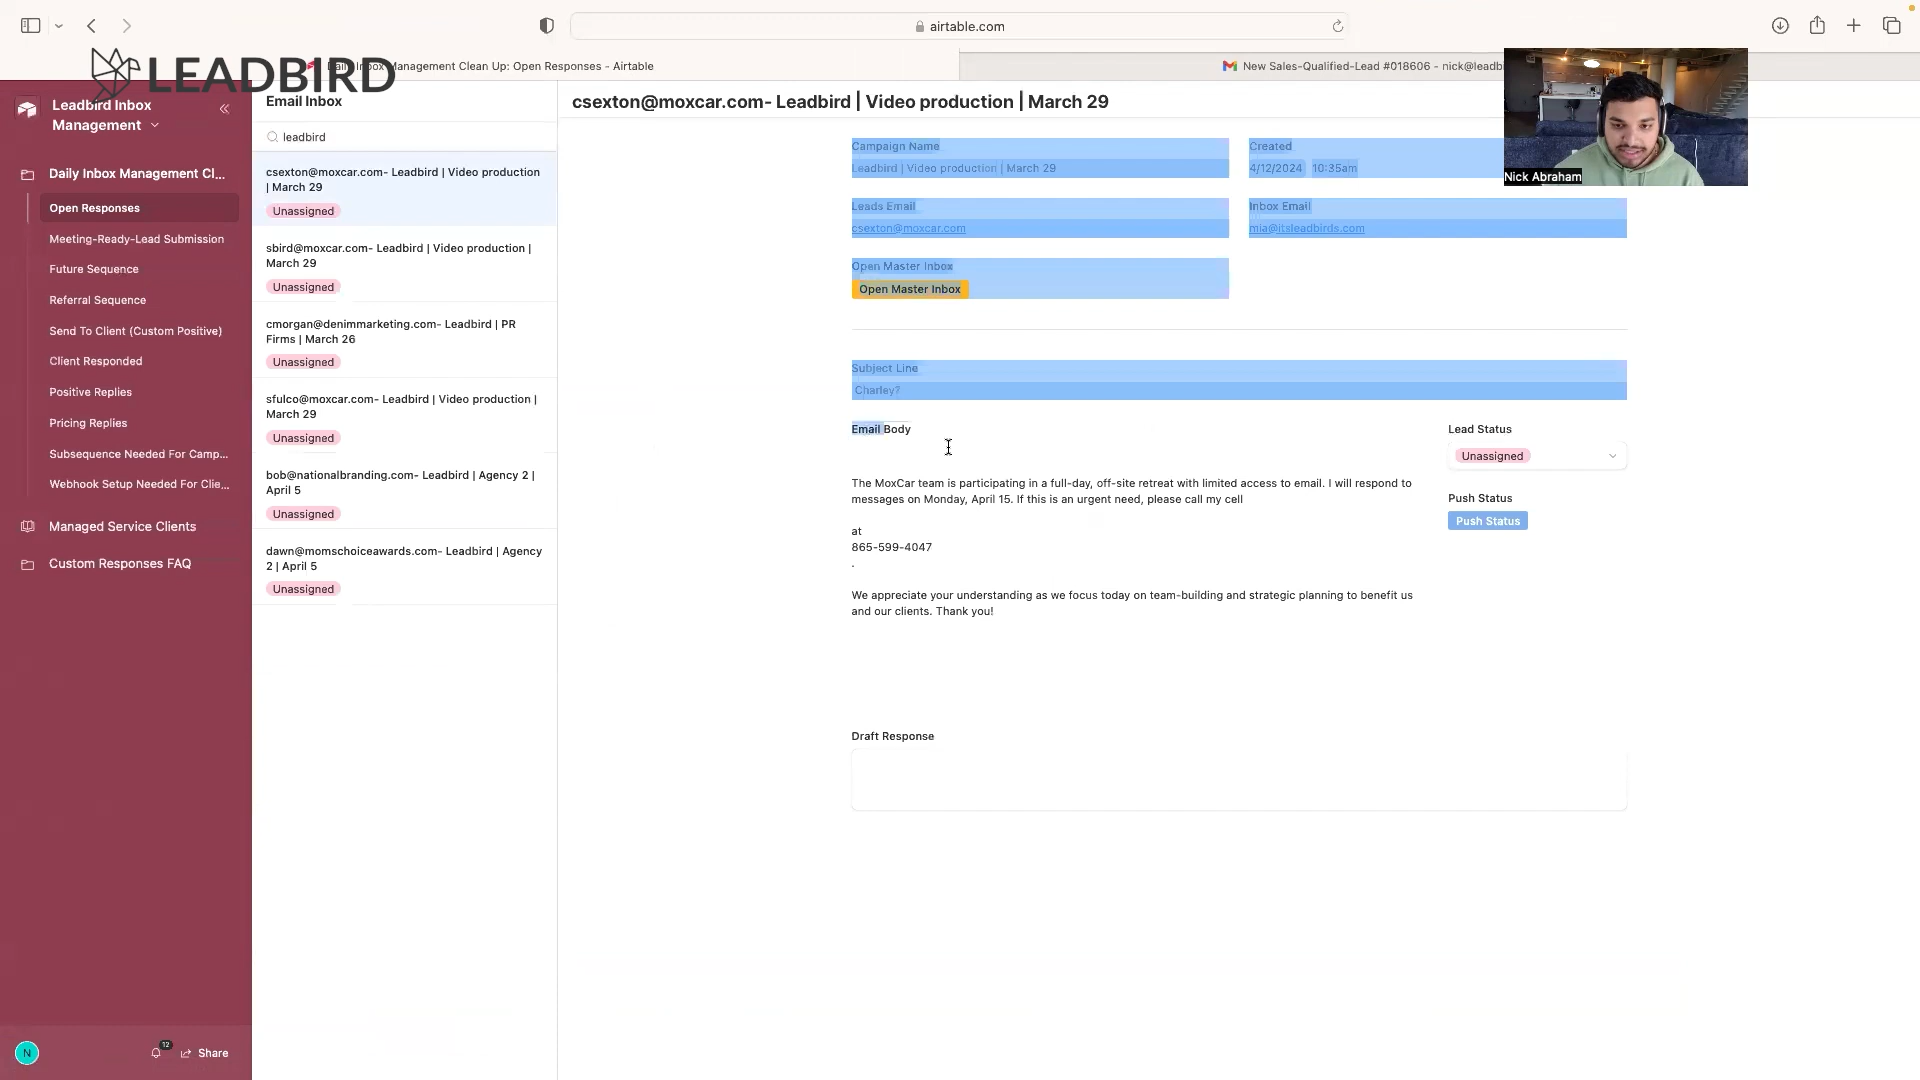 airtable.com
LEADBIRD
Management Clean Up: Open Responses - Airtable
New Sales-Qualified-Lead #018606 - nick@leadb
Nick Abraham
Leadbird Inbox
Management
Daily Inbox Management Cl...
Open Responses
Meeting-Ready-Lead Submission
Future Sequence
Referral Sequence
Send To Client (Custom Positive)
Client Responded
Positive Replies
Pricing Replies
Subsequence Needed For Camp...
Webhook Setup Needed For Clie...
Managed Service Clients
Custom Responses FAQ
N
12
Share
Email Inbox
leadbird
csexton@moxcar.com- Leadbird | Video production
| March 29
Unassigned
sbird@moxcar.com- Leadbird | Video production |
March 29
Unassigned
cmorgan@denimmarketing.com- Leadbird | PR
Firms | March 26
Unassigned
sfulco@moxcar.com- Leadbird | Video production |
March 29
Unassigned
bob@nationalbranding.com- Leadbird | Agency 2 |
April 5
Unassigned
dawn@momschoiceawards.com- Leadbird | Agency
2 | April 5
Unassigned
csexton@moxcar.com- Leadbird | Video production | March 29
Campaign Name
Leadbird | Video production | March 29
Created
4/12/2024 10:35am
Leads Email
csexton@moxcar.com
Inbox Email
mia@itsleadbirds.com
Open Master Inbox
Open Master Inbox
Subject Line
Charley?
Email Body
The MoxCar team is participating in a full-day, off-site retreat with limited access to email. I will respond to
messages on Monday, April 15. If this is an urgent need, please call my cell
at
865-599-4047
.
We appreciate your understanding as we focus today on team-building and strategic planning to benefit us
and our clients. Thank you!
Lead Status
Unassigned
Push Status
Push Status
Draft Response